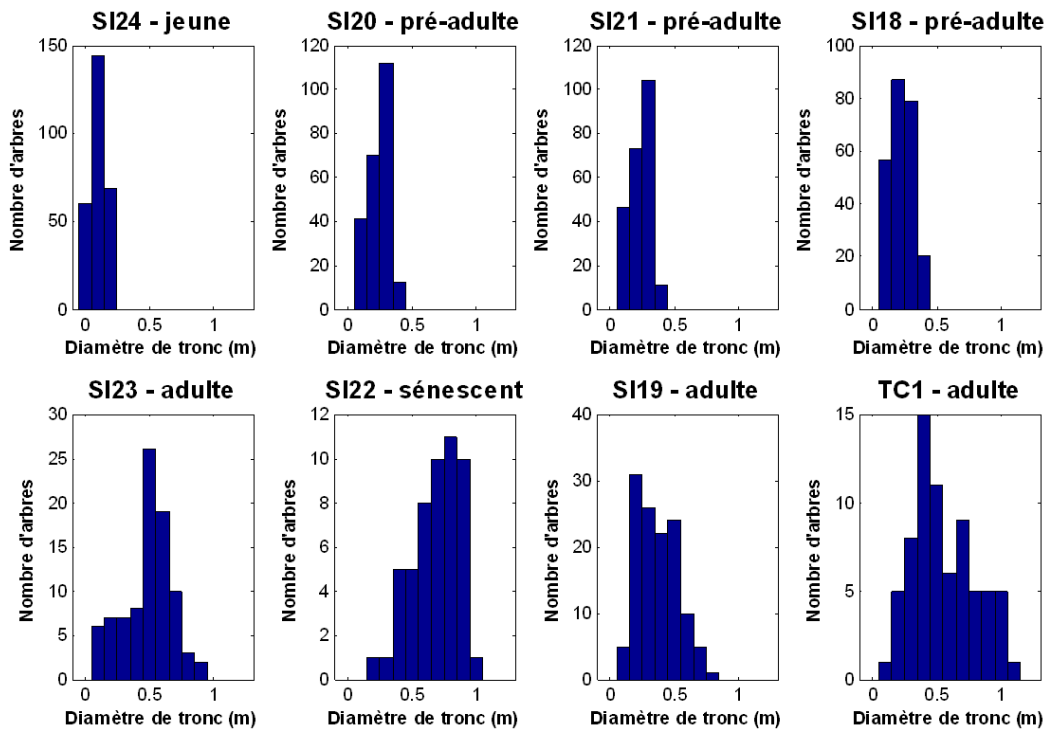 SI24 - jeune
SI20 - pré-adulte
SI21 - pré-adulte
SI18 - pré-adulte
Nombre d'arbres
150
100
50
0
0 0.5 1
Diamètre de tronc (m)
Nombre d'arbres
120
100
80
60
40
20
0
0 0.5 1
Diamètre de tronc (m)
Nombre d'arbres
120
100
80
60
40
20
0
0 0.5 1
Diamètre de tronc (m)
Nombre d'arbres
100
80
60
40
20
0
0 0.5 1
Diamètre de tronc (m)
SI23 - adulte
SI22 - sénescent
SI19 - adulte
TC1 - adulte
Nombre d'arbres
30
25
20
15
10
5
0
0 0.5 1
Diamètre de tronc (m)
Nombre d'arbres
12
10
8
6
4
2
0
0 0.5 1
Diamètre de tronc (m)
Nombre d'arbres
40
30
20
10
0
0 0.5 1
Diamètre de tronc (m)
Nombre d'arbres
15
10
5
0
0 0.5 1
Diamètre de tronc (m)